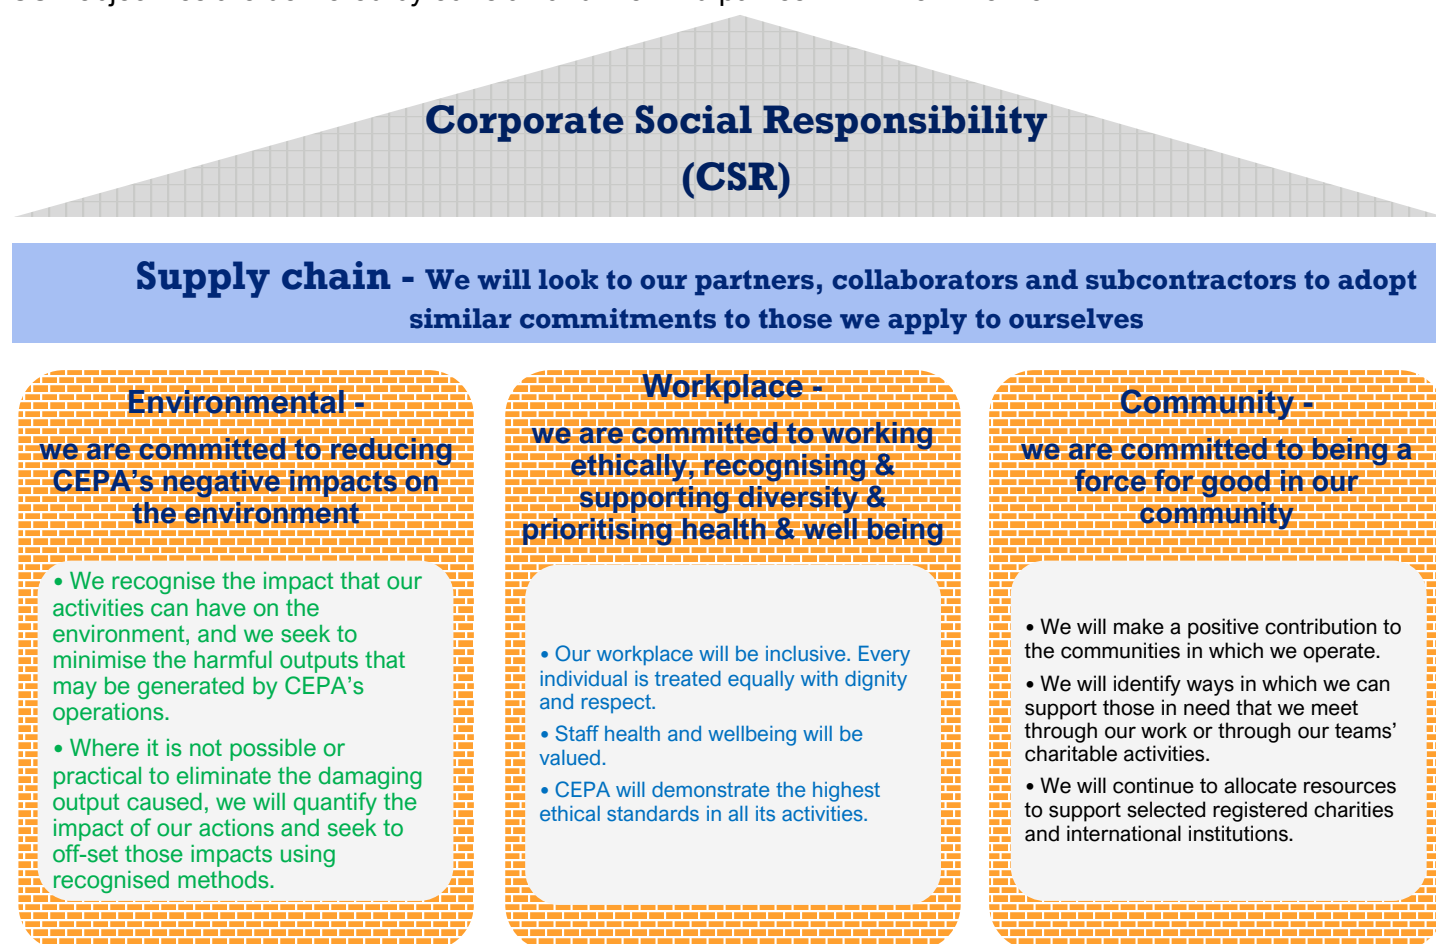 Corporate Social Responsibility
(CSR)
Supply chain - We will look to our partners, collaborators and subcontractors to adopt
similar commitments to those we apply to ourselves
Environmental -
we are committed to reducing
CEPA's negative impacts on
the environment
• We recognise the impact that our
activities can have on the
environment, and we seek to
minimise the harmful outputs that
may be generated by CEPA's
operations.
• Where it is not possible or
practical to eliminate the damaging
output caused, we will quantify the
impact of our actions and seek to
off-set those impacts using
recognised methods.
Workplace -
we are committed to working
ethically, recognising &
supporting diversity &
prioritising health & well being
• Our workplace will be inclusive. Every
individual is treated equally with dignity
and respect.
• Staff health and wellbeing will be
valued.
• CEPA will demonstrate the highest
ethical standards in all its activities.
Community -
we are committed to being a
force for good in our
community
• We will make a positive contribution to
the communities in which we operate.
• We will identify ways in which we can
support those in need that we meet
through our work or through our teams'
charitable activities.
• We will continue to allocate resources
to support selected registered charities
and international institutions.